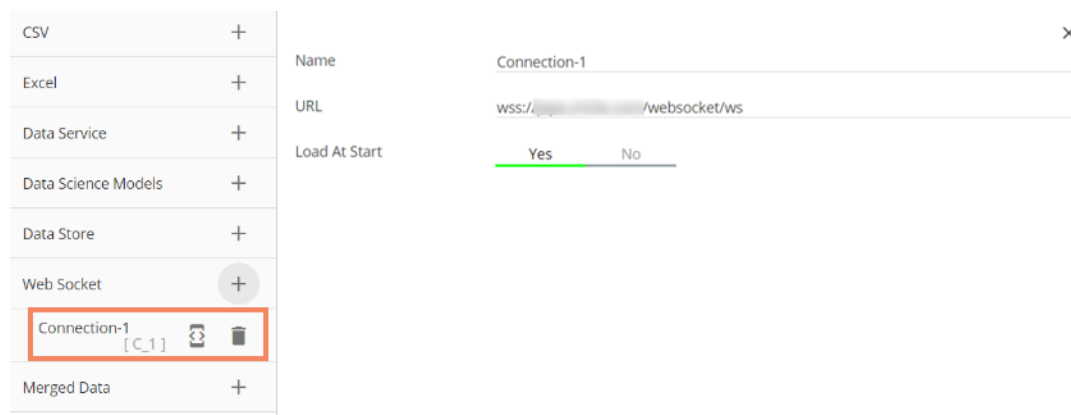 CSV
Excel
Data Service
Data Science Models
Data Store
Web Socket
Connection-1
[ C_1 ]
Merged Data
Name
Connection-1
URL
wss:/ /websocket/ws
Load At Start
Yes No